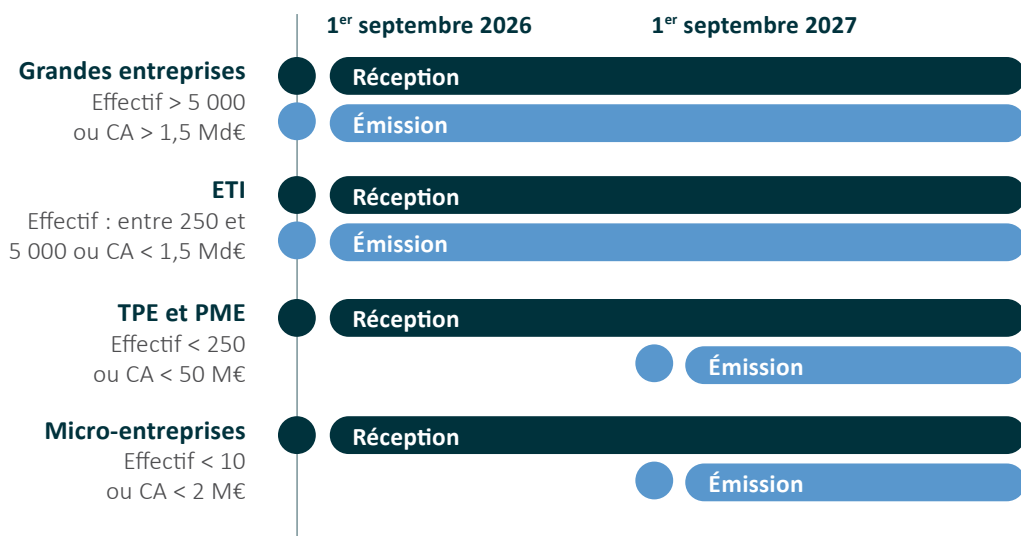 1er septembre 2026
1er septembre 2027
Grandes entreprises
Effectif > 5 000
ou CA > 1,5 Md€
Réception
Émission
ETI
Effectif : entre 250 et
5 000 ou CA < 1,5 Md€
Réception
Émission
TPE et PME
Effectif < 250
ou CA < 50 M€
Réception
Émission
Micro-entreprises
Effectif < 10
ou CA < 2 M€
Réception
Émission